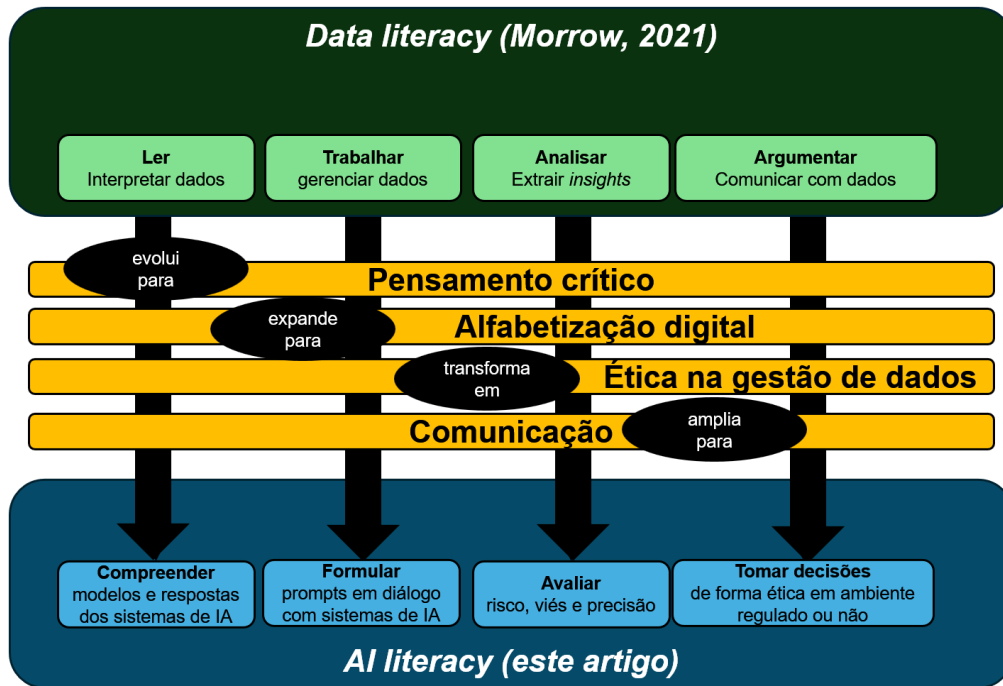 Data literacy (Morrow, 2021)
Ler
Interpretar dados
Trabalhar
gerenciar dados
Analisar
Extrair insights
Argumentar
Comunicar com dados
evolui
para
Pensamento crítico
expande
para
Alfabetização digital
transforma
em
Ética na gestão de dados
Comunicação
amplia
para
Compreender
modelos e respostas
dos sistemas de IA
Formular
prompts em diálogo
com sistemas de IA
Avaliar
risco, viés e precisão
Tomar decisões
de forma ética em ambiente
regulado ou não
AI literacy (este artigo)